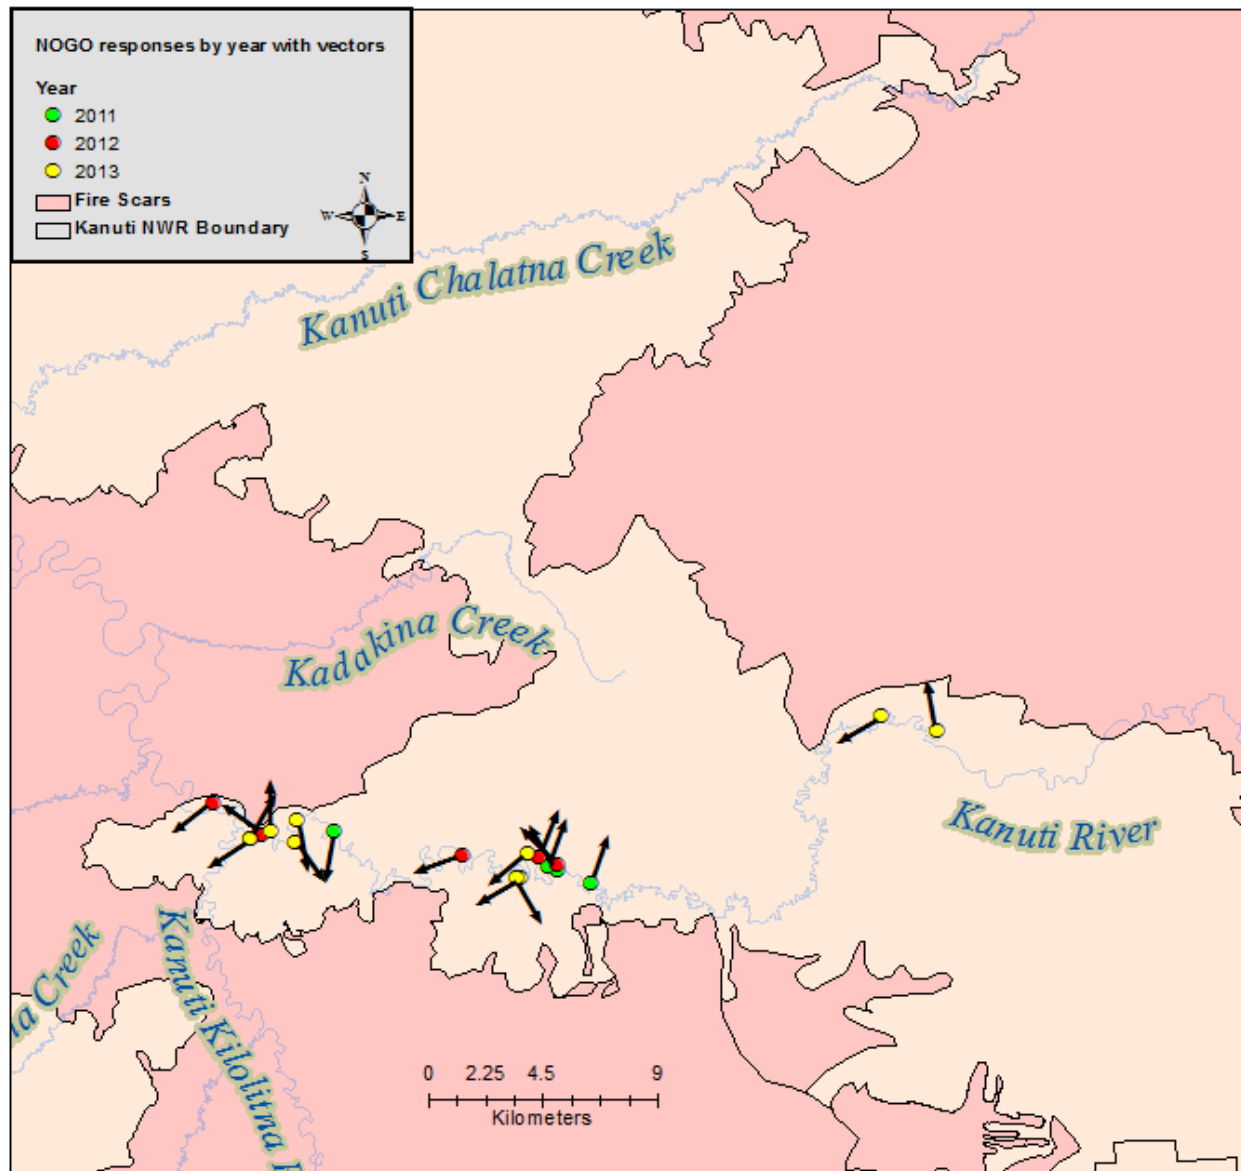 NOGO responses by year with vectors
Year
2011
2012
2013
Fire Scars
Kanuti NWR Boundary
N
W E
S
Kanuti Chalatna Creek
Kadakina Creek
Kanuti River
Creek
Kanuti Kilolitna
0 2.25 4.5 9
Kilometers